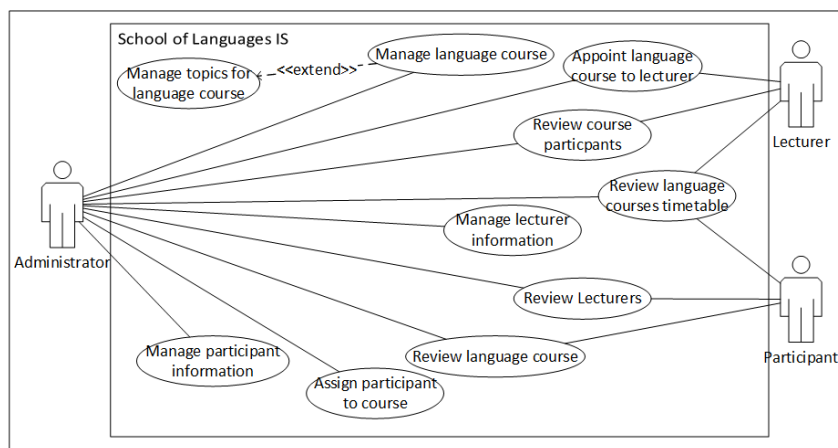 School of Languages IS
Manage language course
<<extend>>
Manage topics for
language course
Appoint language
course to lecturer
Review course
particpants
Lecturer
Review language
courses timetable
Manage lecturer
information
Administrator
Review Lecturers
Manage participant
information
Review language course
Participant
Assign participant
to course